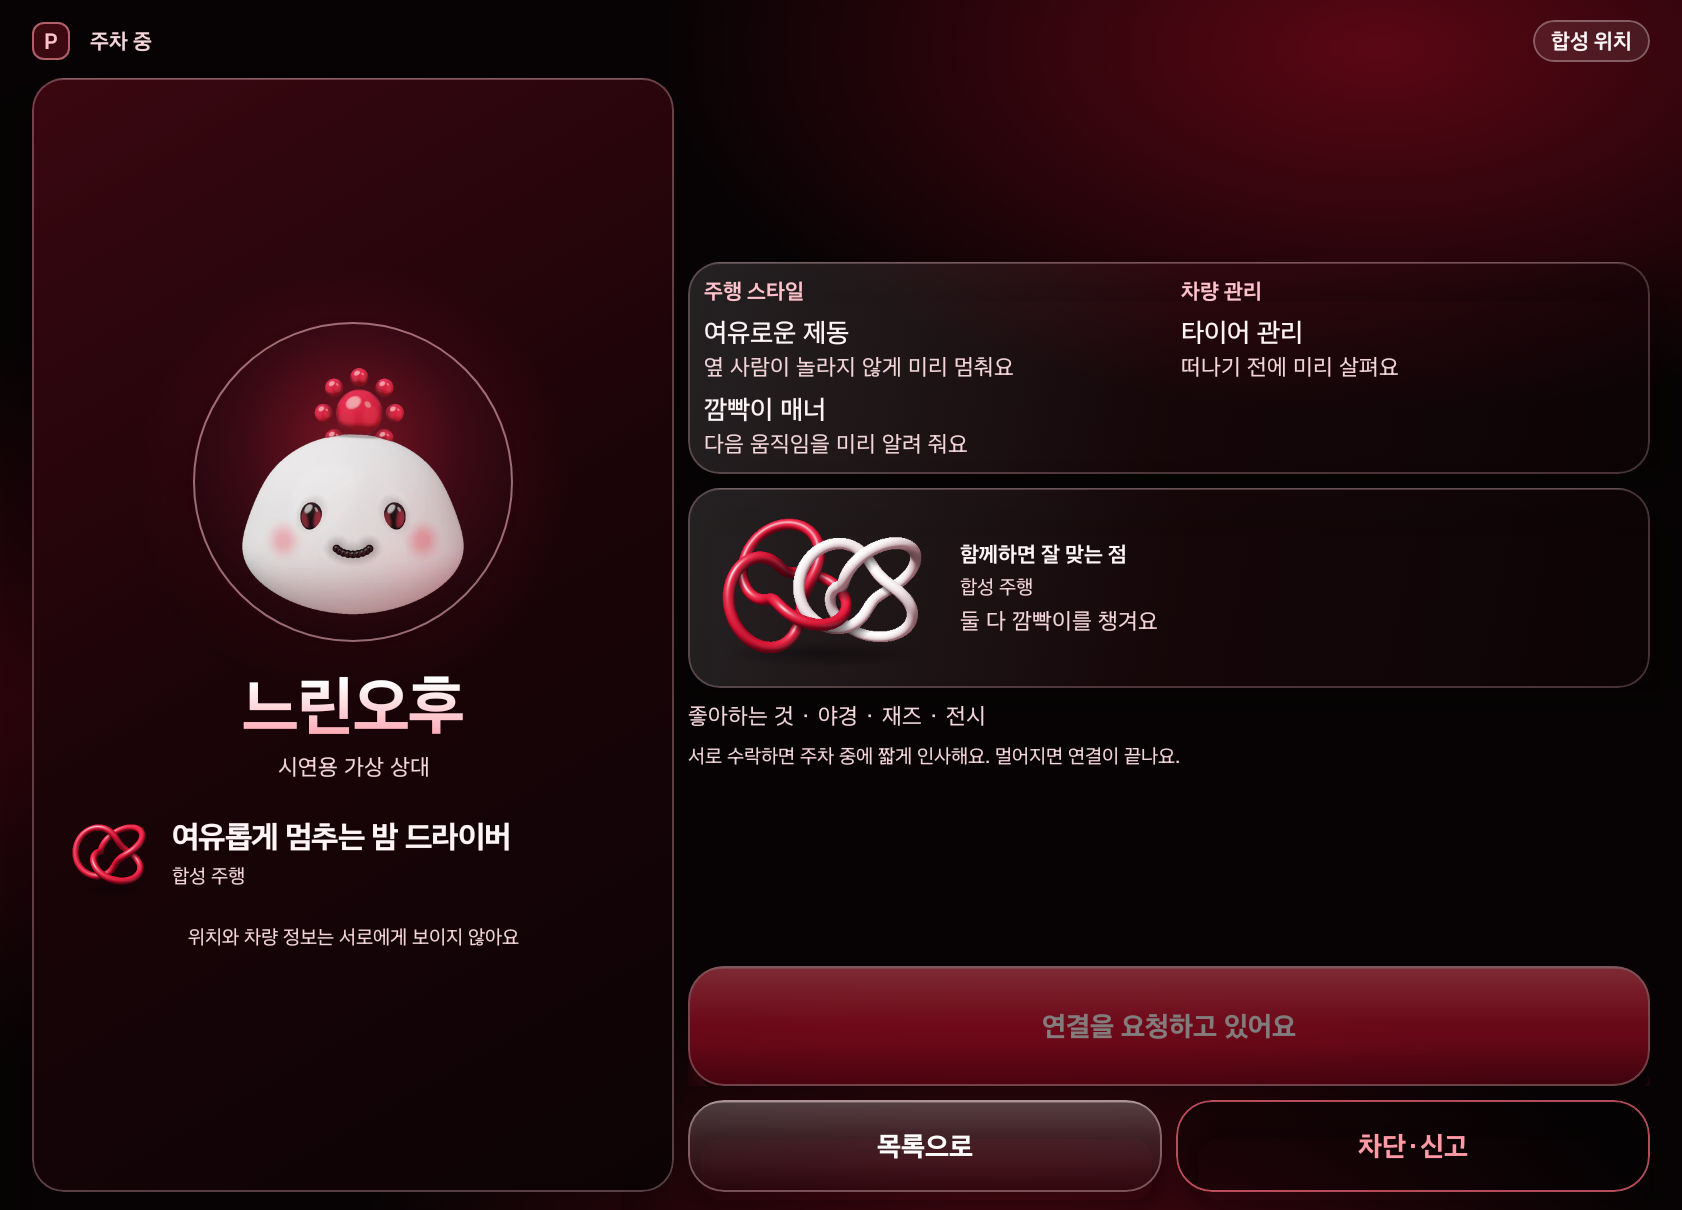 P 주차 중
합성 위치
느린오후
시연용 가상 상대
여유롭게 멈추는 밤 드라이버
합성 주행
위치와 차량 정보는 서로에게 보이지 않아요
주행 스타일
여유로운 제동
옆 사람이 놀라지 않게 미리 멈춰요
깜빡이 매너
다음 움직임을 미리 알려 줘요
차량 관리
타이어 관리
떠나기 전에 미리 살펴요
함께하면 잘 맞는 점
합성 주행
둘 다 깜빡이를 챙겨요
좋아하는 것 · 야경 · 재즈 · 전시
서로 수락하면 주차 중에 짧게 인사해요. 멀어지면 연결이 끝나요.
연결을 요청하고 있어요
목록으로
차단·신고